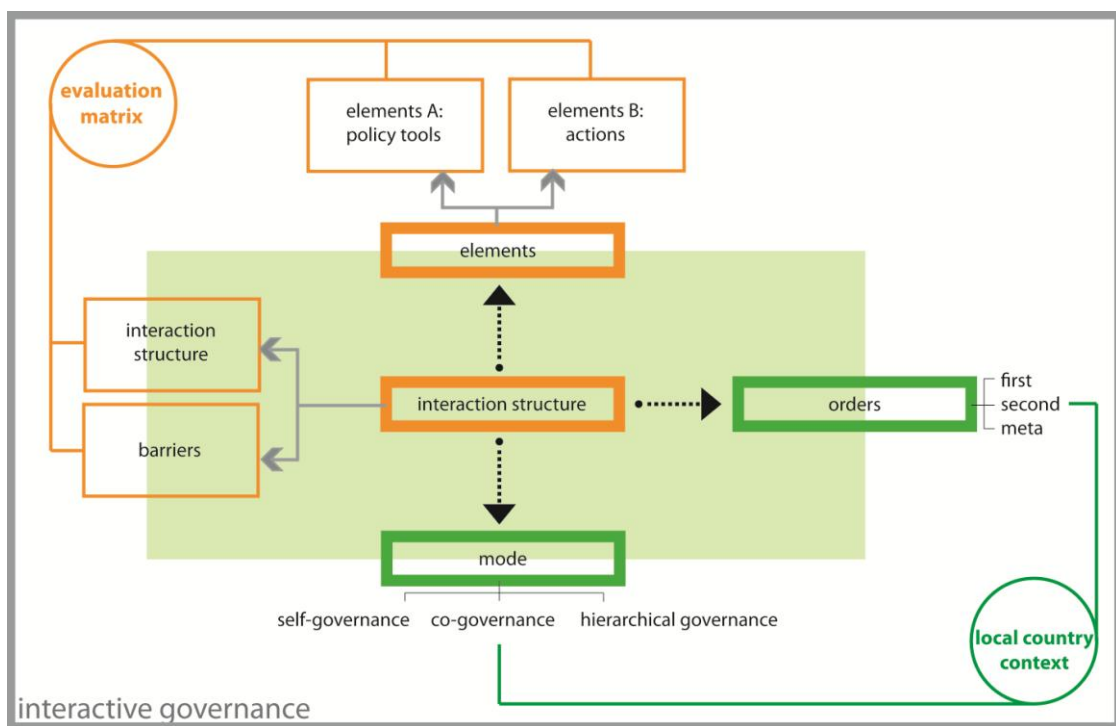 evaluation
matrix
elements A:
policy tools
elements B:
actions
elements
interaction
structure
interaction structure
orders
first
second
meta
barriers
mode
self-governance
co-governance
hierarchical governance
local country
context
interactive governance